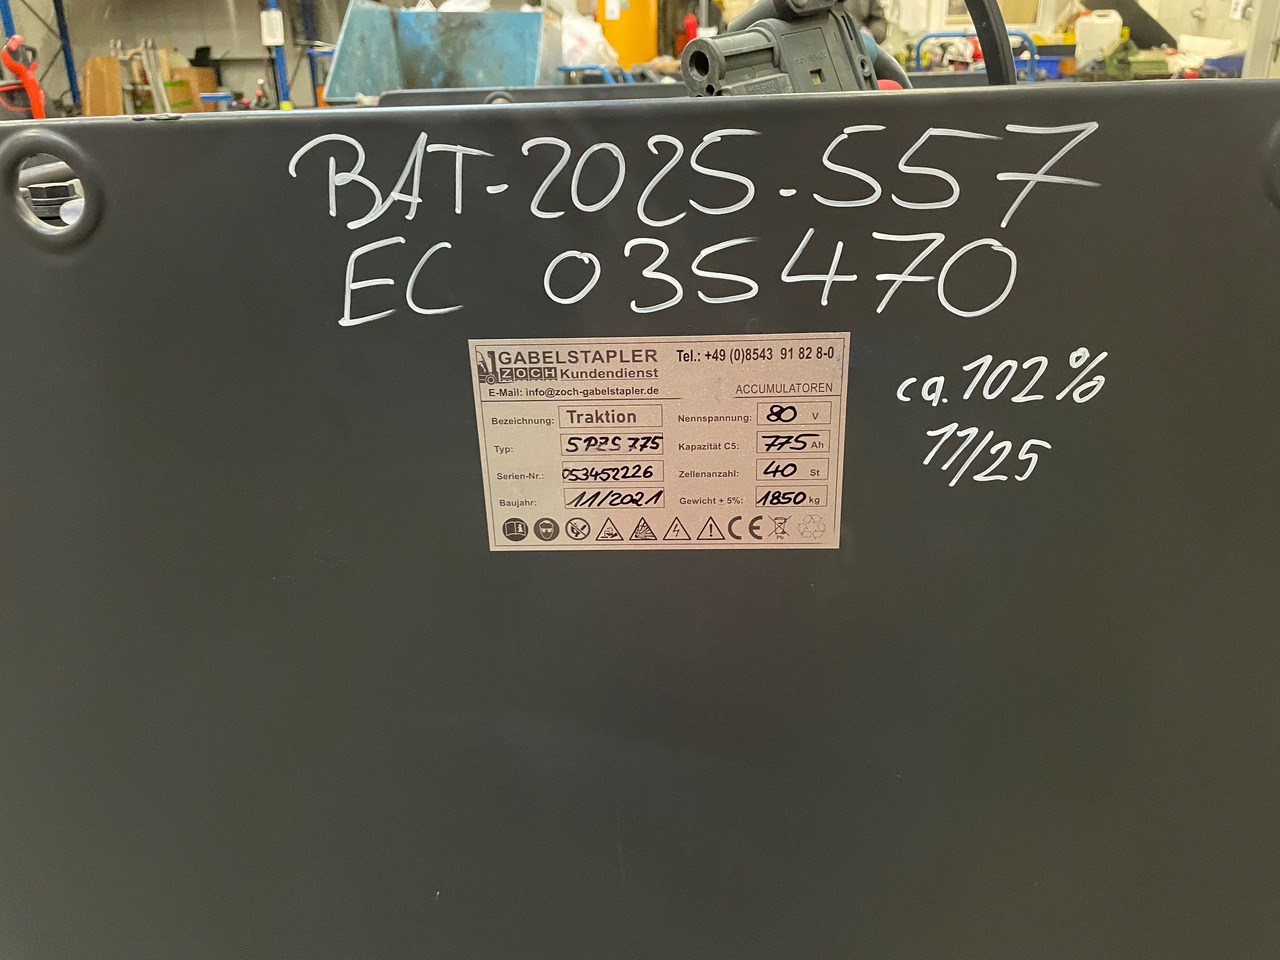 BAT-2025-557
EC 035470
ca. 102%
11/25
GABELSTAPLER
ZOCH Kundendienst
Tel.: +49 (0)8543 91 82 8-0
E-Mail: info@zoch-gabelstapler.de
ACCUMULATOREN
Bezeichnung: Traktion
Nennspannung: 80 V
Typ: 5PZS 775
Kapazität C5: 775 Ah
Serien-Nr.: 053452226
Zellenanzahl: 40 St
Baujahr: 11/2021
Gewicht ± 5%: 1850 kg
CE
Pb